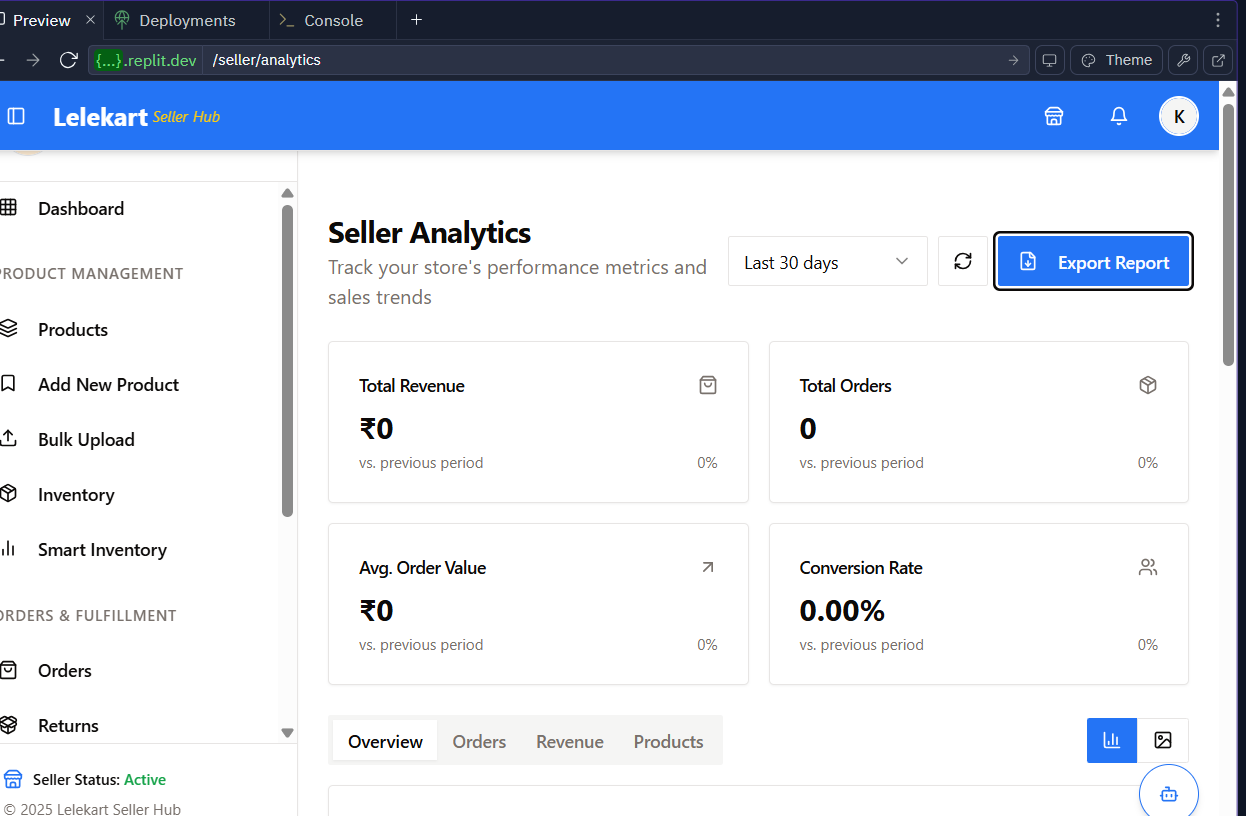 Preview
Deployments
Console
{...}.replit.dev
/seller/analytics
Theme
Lelekart Seller Hub
K
Dashboard
PRODUCT MANAGEMENT
Products
Add New Product
Bulk Upload
Inventory
Smart Inventory
ORDERS & FULFILLMENT
Orders
Returns
Seller Status: Active
© 2025 Lelekart Seller Hub
Seller Analytics
Track your store's performance metrics and
sales trends
Last 30 days
Export Report
Total Revenue
₹0
vs. previous period 0%
Total Orders
0
vs. previous period 0%
Avg. Order Value
₹0
vs. previous period 0%
Conversion Rate
0.00%
vs. previous period 0%
Overview Orders Revenue Products